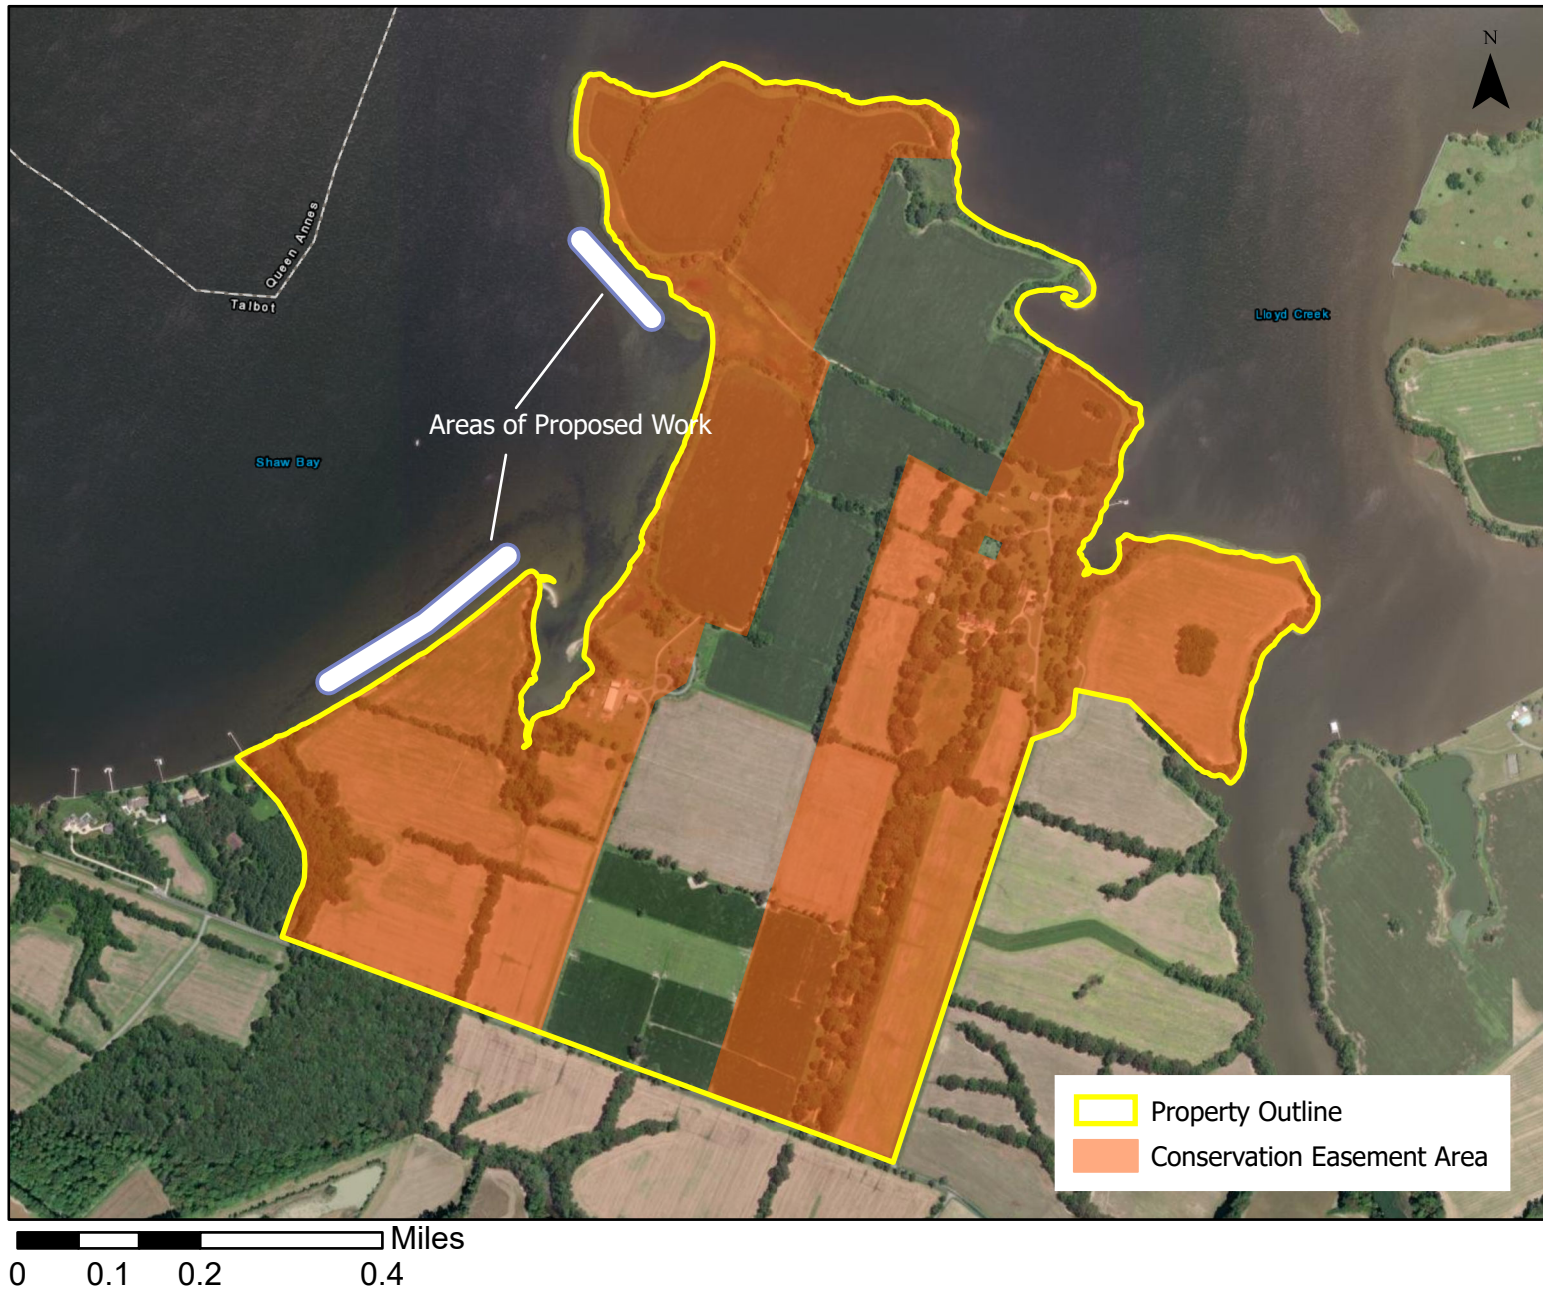 N
Queen Annes
Talbot
Lloyd Creek
Areas of Proposed Work
Shaw Bay
Property Outline
Conservation Easement Area
Miles
0 0.1 0.2 0.4